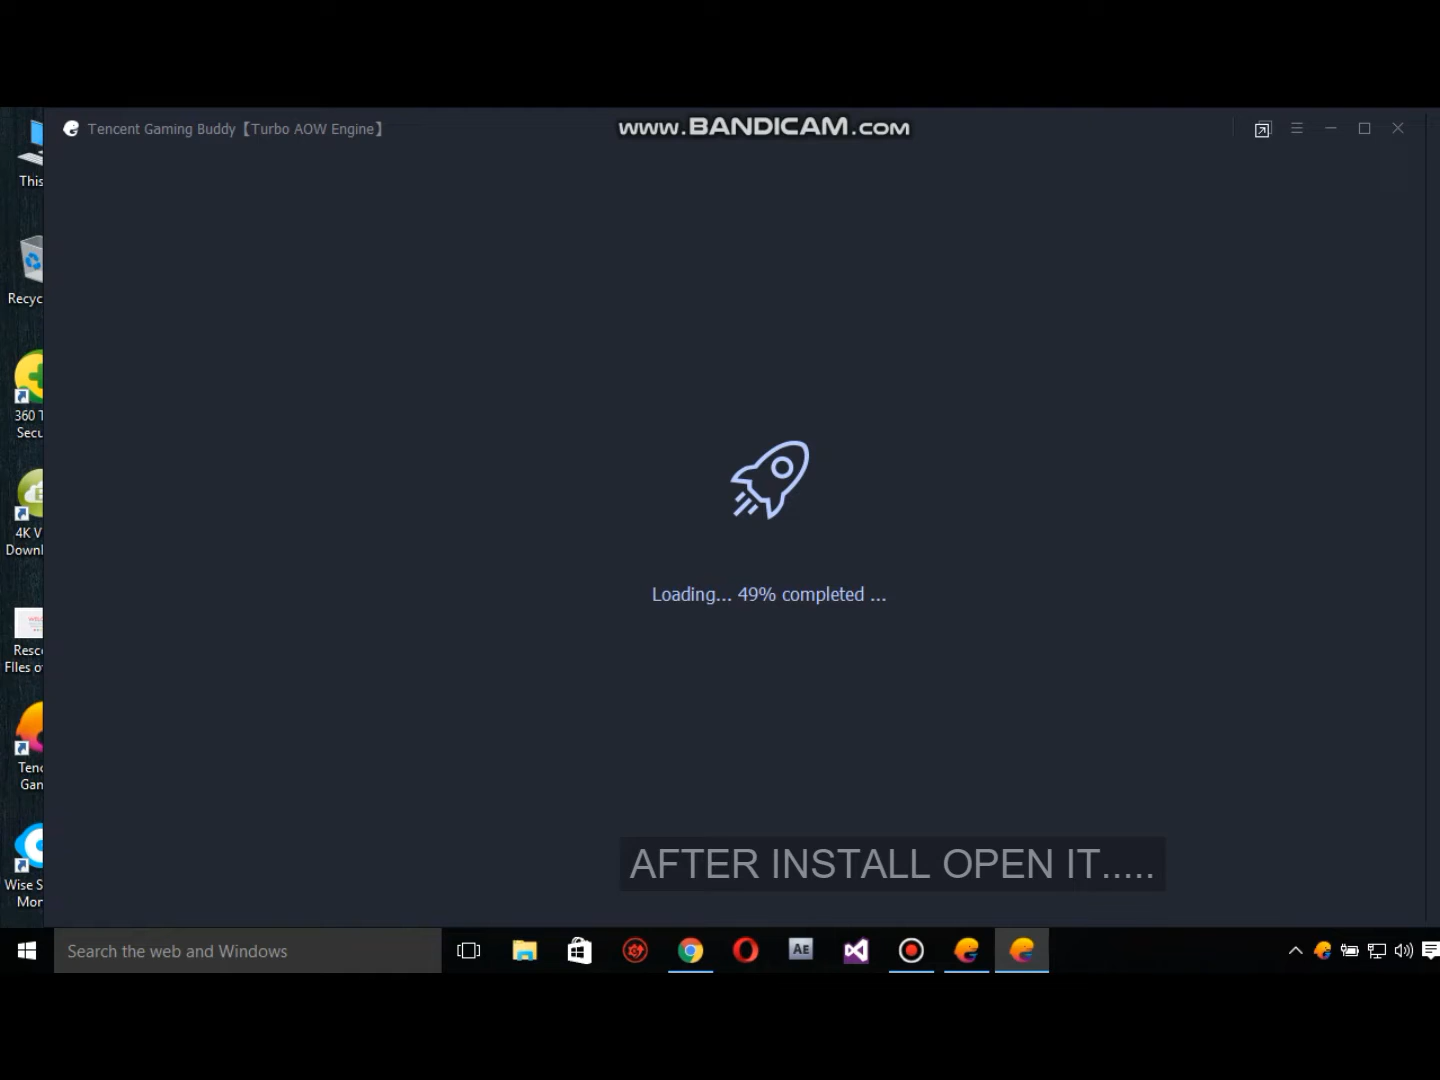 Tencent Gaming Buddy【Turbo AOW Engine】
www.BANDICAM.com
This
Recyc
360 T
Secu
4K V
Downl
Resc
FIles o
Tenc
Gan
Wise S
Mor
Loading... 49% completed ...
AFTER INSTALL OPEN IT.....
Search the web and Windows
AE